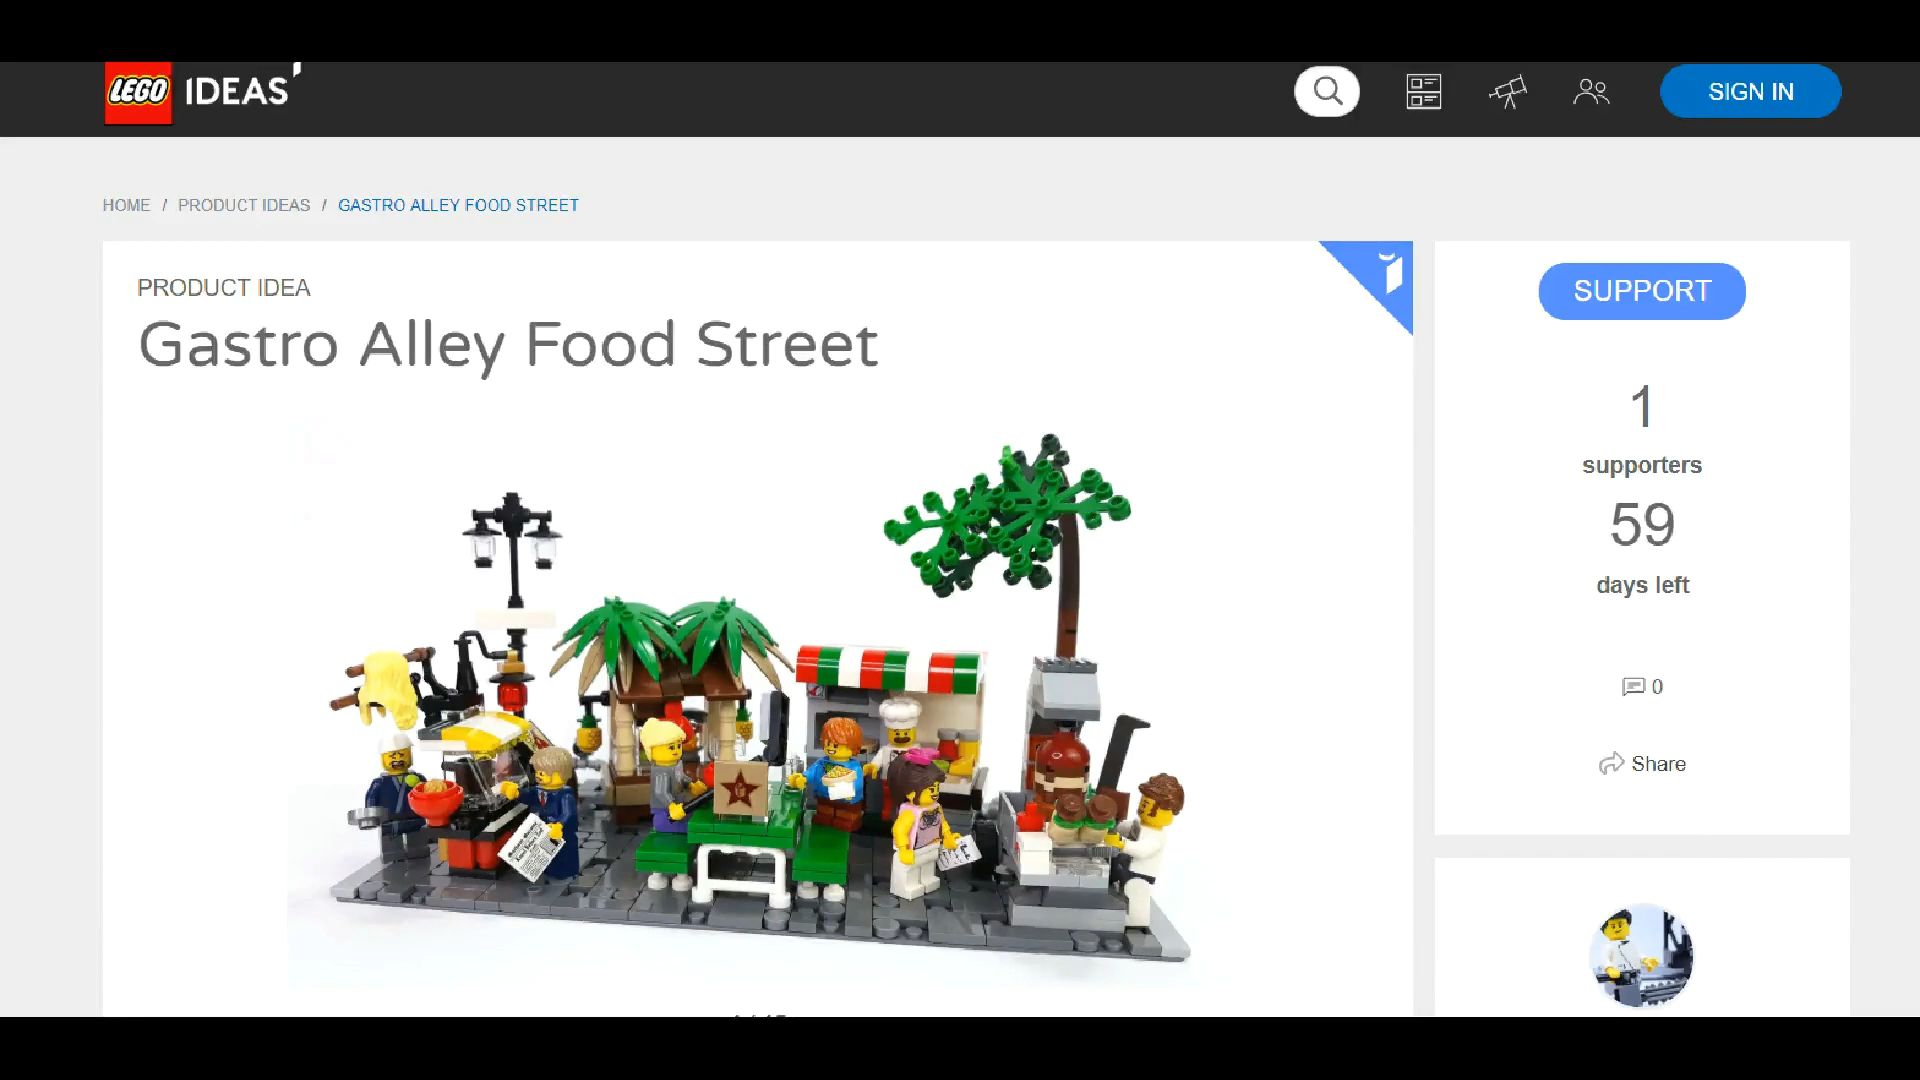 LEGO IDEAS
SIGN IN
HOME / PRODUCT IDEAS / GASTRO ALLEY FOOD STREET
PRODUCT IDEA
Gastro Alley Food Street
SUPPORT
1
supporters
59
days left
0
Share